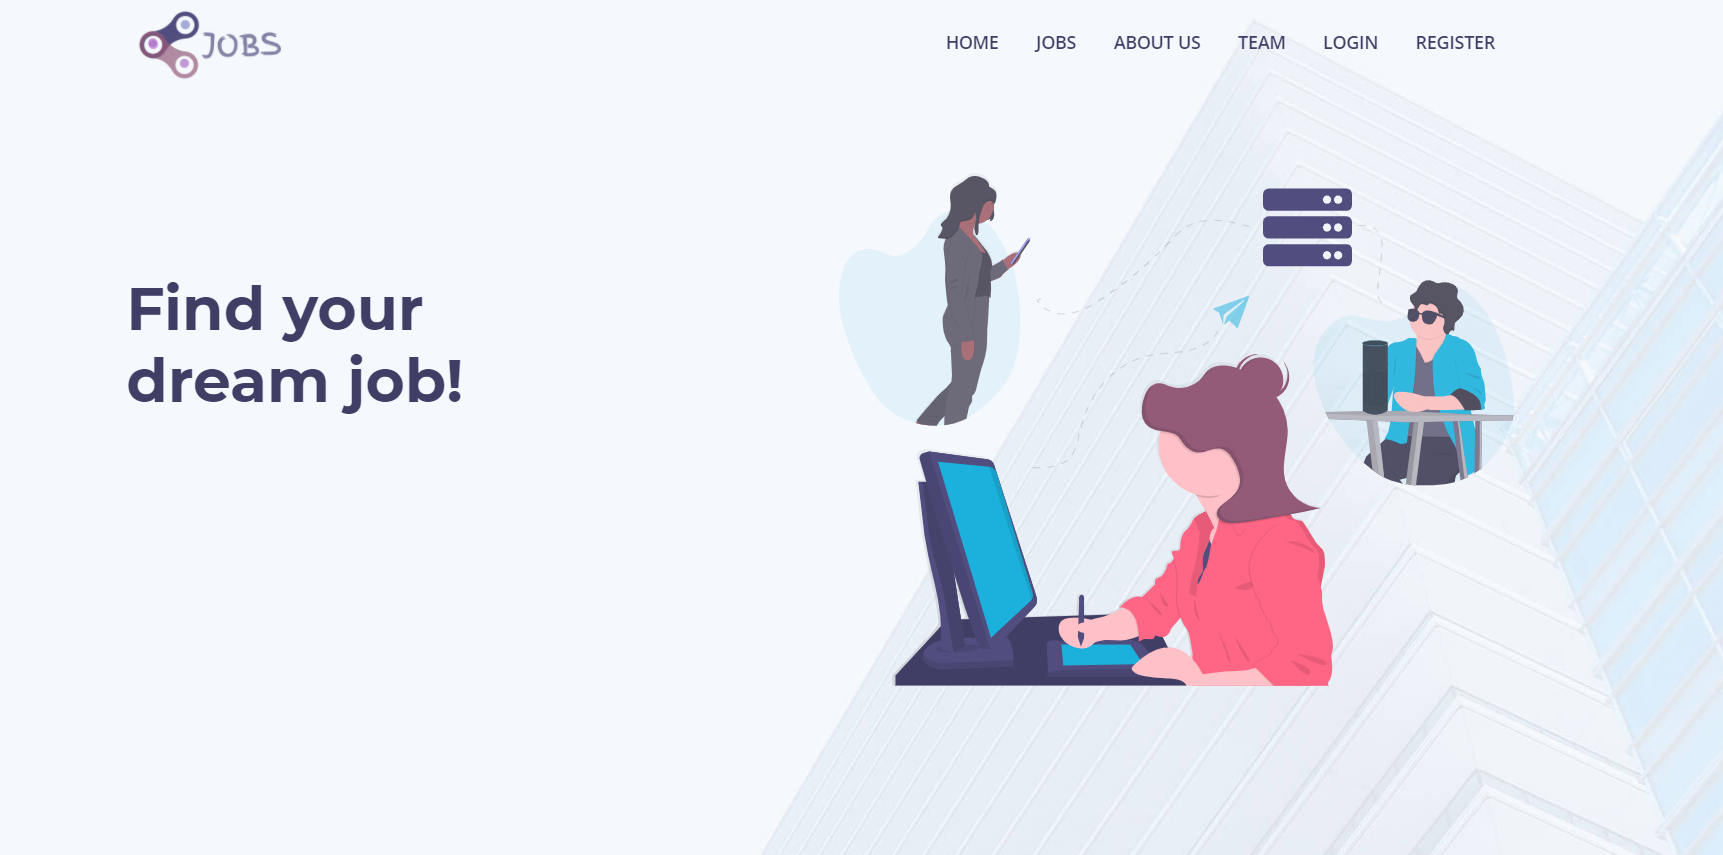 JOBS
HOME JOBS ABOUT US TEAM LOGIN REGISTER
Find your
dream job!